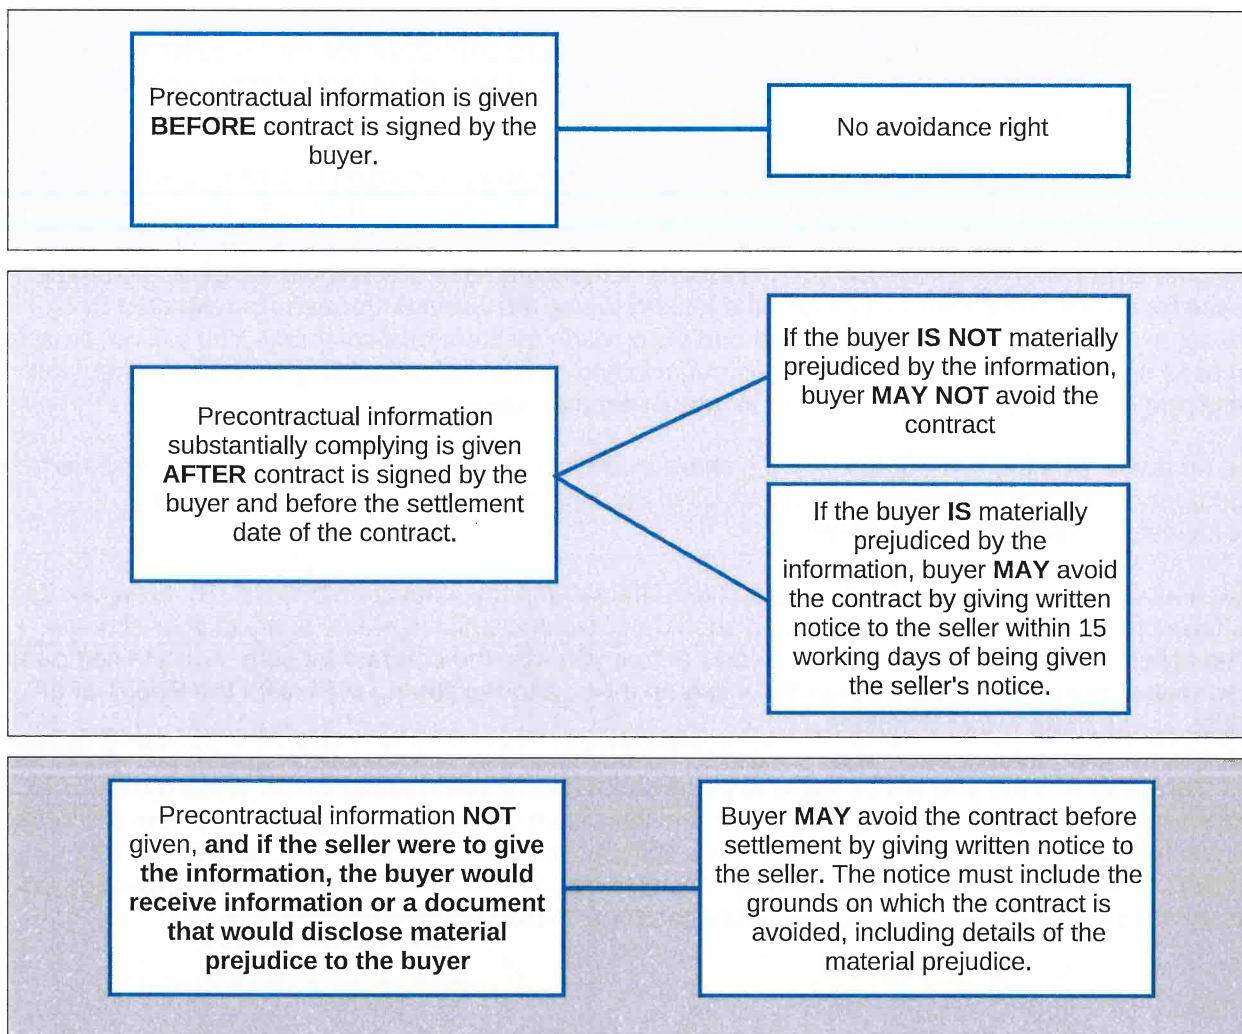 Precontractual information is given
BEFORE contract is signed by the
buyer.
No avoidance right
Precontractual information
substantially complying is given
AFTER contract is signed by the
buyer and before the settlement
date of the contract.
If the buyer IS NOT materially
prejudiced by the information,
buyer MAY NOT avoid the
contract
If the buyer IS materially
prejudiced by the
information, buyer MAY avoid
the contract by giving written
notice to the seller within 15
working days of being given
the seller's notice.
Precontractual information NOT
given, and if the seller were to give
the information, the buyer would
receive information or a document
that would disclose material
prejudice to the buyer
Buyer MAY avoid the contract before
settlement by giving written notice to
the seller. The notice must include the
grounds on which the contract is
avoided, including details of the
material prejudice.